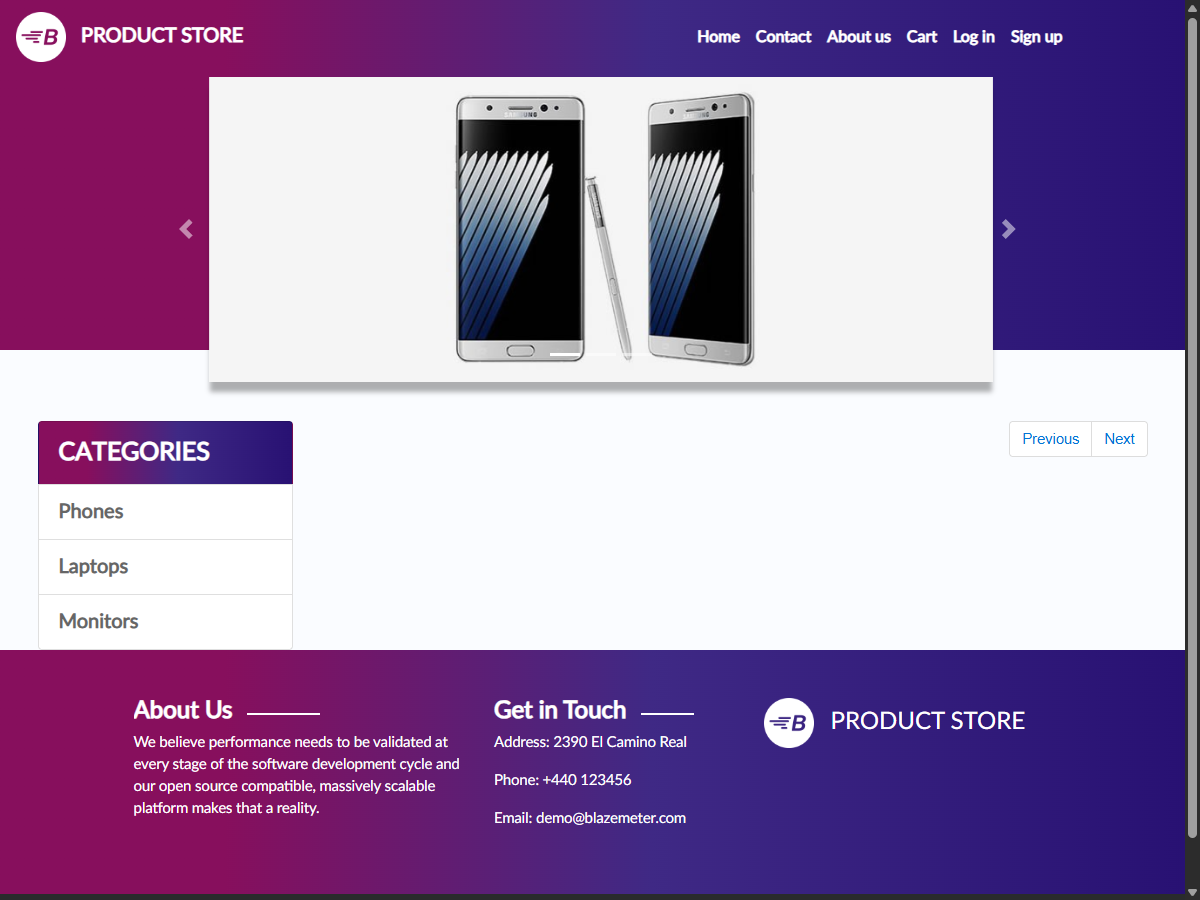 B PRODUCT STORE
Home Contact About us Cart Log in Sign up
SAMSUNG SAMSUNG
CATEGORIES
Previous Next
Phones
Laptops
Monitors
About Us
We believe performance needs to be validated at
every stage of the software development cycle and
our open source compatible, massively scalable
platform makes that a reality.
Get in Touch
Address: 2390 El Camino Real
Phone: +440 123456
Email: demo@blazemeter.com
B PRODUCT STORE